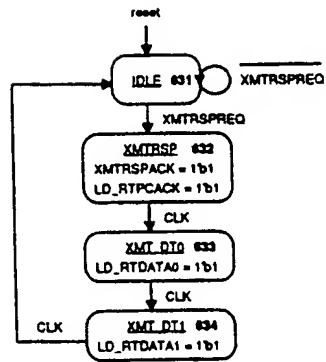 reset
IDLE 631
XMTRSPREQ
XMTRSPREQ
XMTRSP 632
XMTRSPACK = 1'b1
LD_RTPCACK = 1'b1
CLK
XMT_DT0 633
LD_RTDATA0 = 1'b1
CLK
CLK
XMT_DT1 634
LD_RTDATA1 = 1'b1